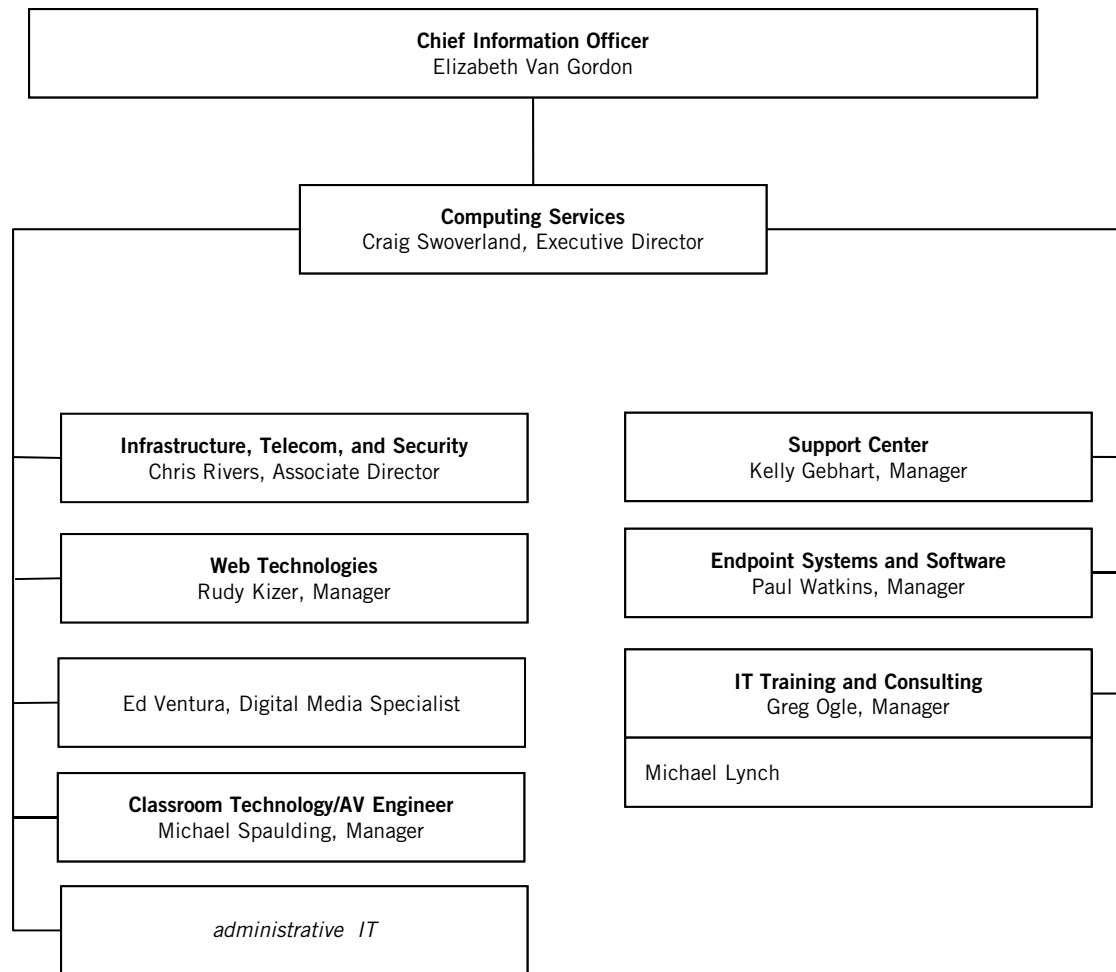 Chief Information Officer
Elizabeth Van Gordon
Computing Services
Craig Swoverland, Executive Director
Infrastructure, Telecom, and Security
Chris Rivers, Associate Director
Web Technologies
Rudy Kizer, Manager
Ed Ventura, Digital Media Specialist
Classroom Technology/AV Engineer
Michael Spaulding, Manager
administrative IT
Support Center
Kelly Gebhart, Manager
Endpoint Systems and Software
Paul Watkins, Manager
IT Training and Consulting
Greg Ogle, Manager
Michael Lynch